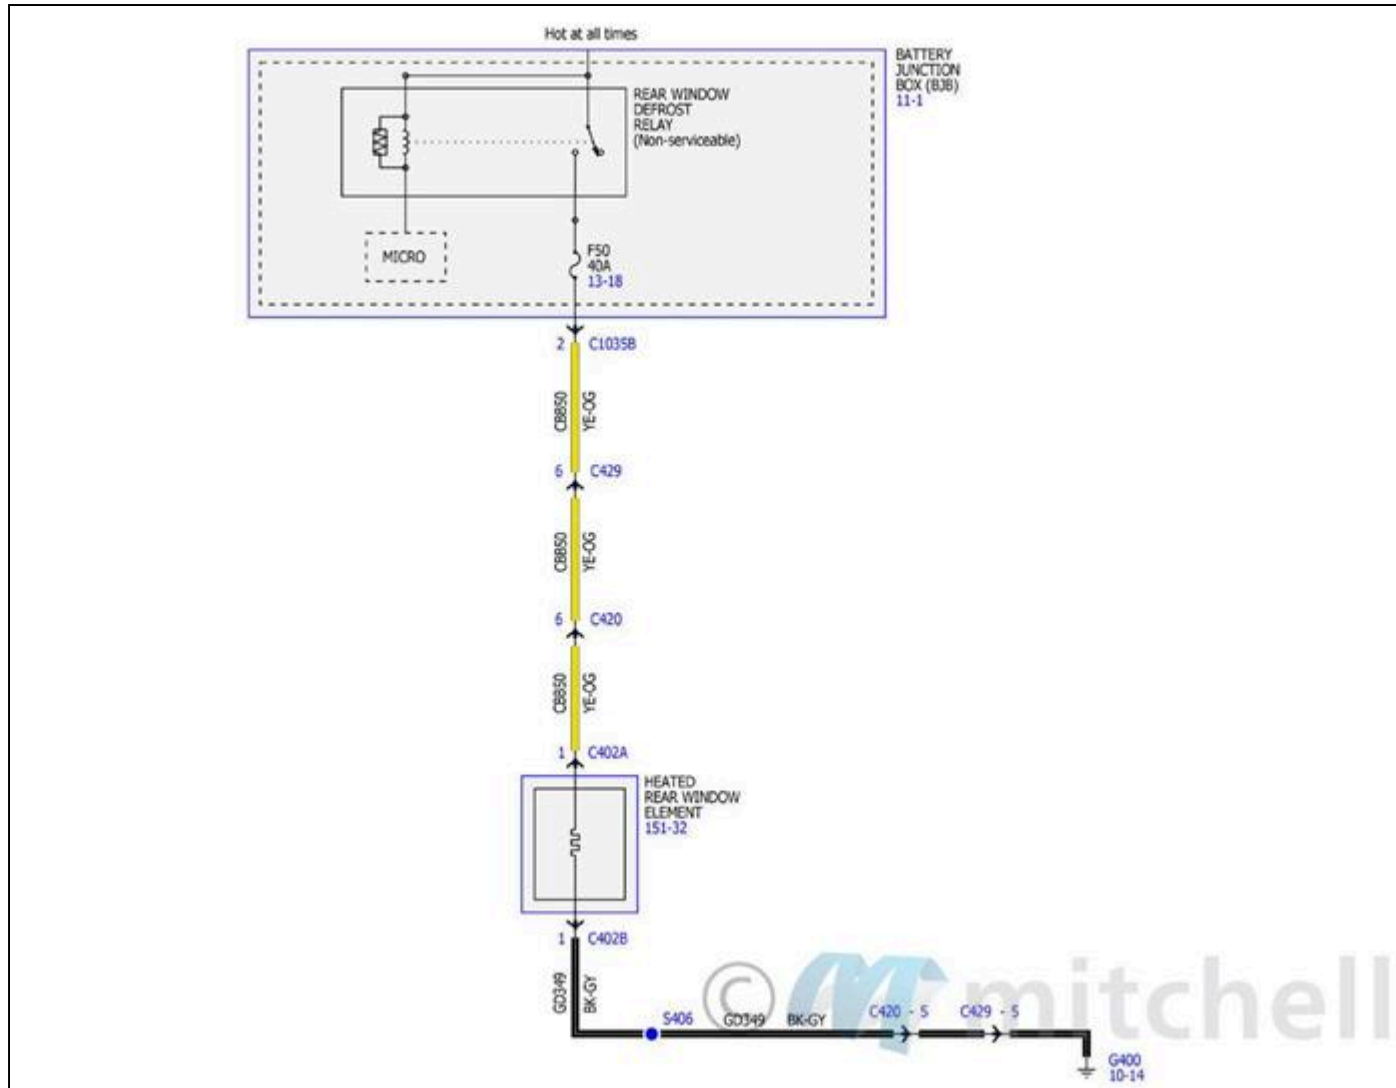 Hot at all times
BATTERY
JUNCTION
BOX (BJB)
11-1
REAR WINDOW
DEFROST
RELAY
(Non-serviceable)
MICRO
F50
40A
13-18
2 C1035B
CBB50 YE-OG
6 C429
CBB50 YE-OG
6 C420
CBB50 YE-OG
1 C402A
HEATED
REAR WINDOW
ELEMENT
151-32
1 C402B
GD349 BK-GY
S406 GD349 BK-GY C420 - 5 C429 - 5
G400
10-14
© mitchell